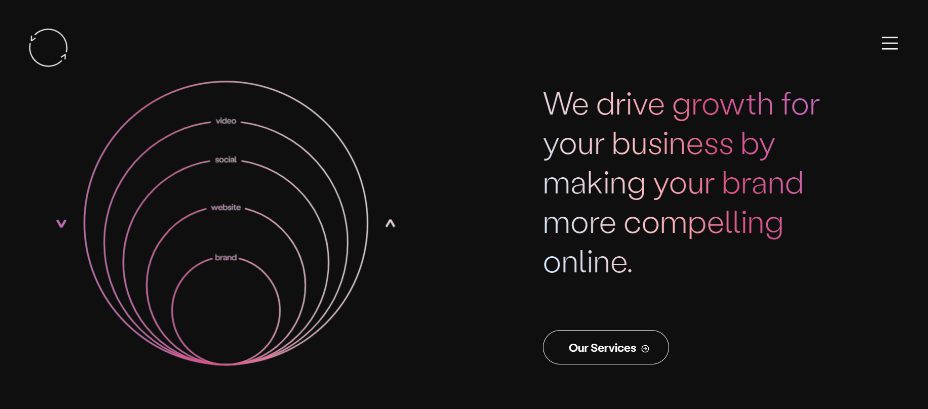 video
social
website
brand
We drive growth for
your business by
making your brand
more compelling
online.
Our Services